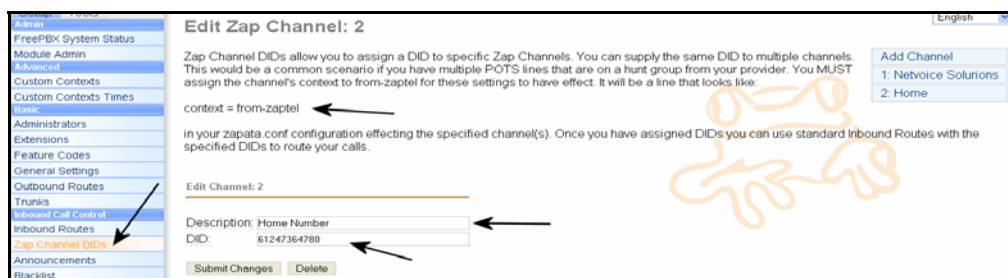 Setup Tools
Admin
FreePBX System Status
Module Admin
Advanced
Custom Contexts
Custom Contexts Times
Basic
Administrators
Extensions
Feature Codes
General Settings
Outbound Routes
Trunks
Inbound Call Control
Inbound Routes
Zap Channel DIDs
Announcements
Blacklist
English
Edit Zap Channel: 2
Zap Channel DIDs allow you to assign a DID to specific Zap Channels. You can supply the same DID to multiple channels.
This would be a common scenario if you have multiple POTS lines that are on a hunt group from your provider. You MUST
assign the channel's context to from-zaptel for these settings to have effect. It will be a line that looks like:
context = from-zaptel
in your zapata.conf configuration effecting the specified channel(s). Once you have assigned DIDs you can use standard Inbound Routes with the
specified DIDs to route your calls.
Edit Channel: 2
Description: Home Number
DID: 61247364780
Submit Changes Delete
Add Channel
1: Netvoice Solurions
2: Home